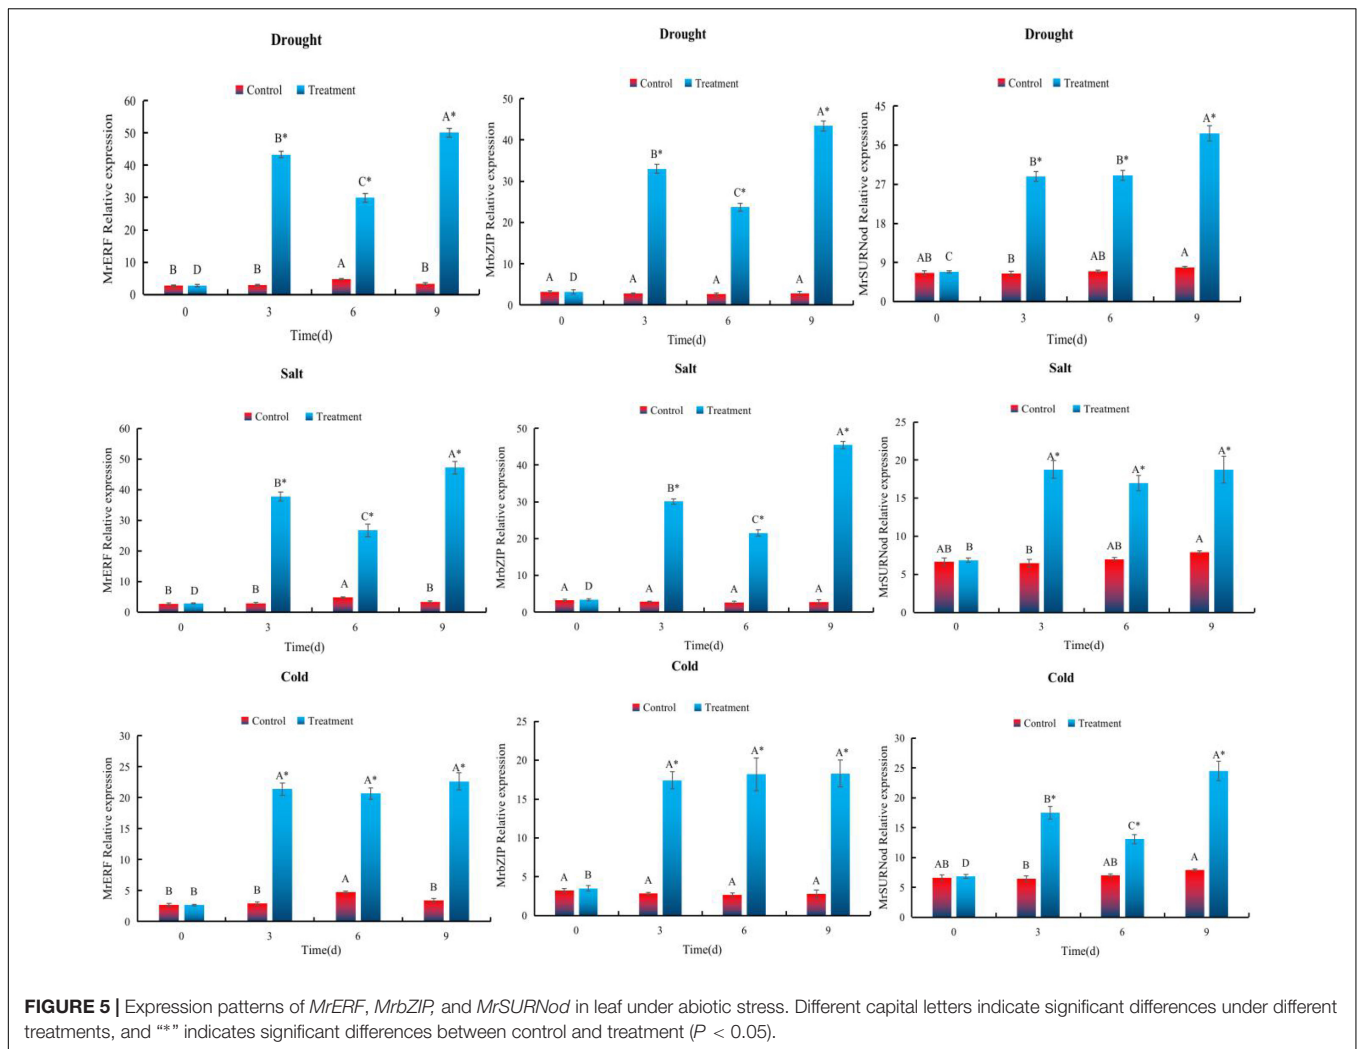 Drought
Control Treatment
MrERF Relative expression
60
50
40
30
20
10
0
B D B B* A C* B A*
0 3 6 9
Time(d)
Drought
Control Treatment
MrbZIP Relative expression
50
40
30
20
10
0
A D A B* A C* A A*
0 3 6 9
Time(d)
Drought
Control Treatment
MrSURNod Relative expression
45
36
27
18
9
0
AB C B B* AB B* A A*
0 3 6 9
Time(d)
Salt
Control Treatment
MrERF Relative expression
60
50
40
30
20
10
0
B D B B* A C* B A*
0 3 6 9
Time(d)
Salt
Control Treatment
MrbZIP Relative expression
50
40
30
20
10
0
A D A B* A C* A A*
0 3 6 9
Time(d)
Salt
Control Treatment
MrSURNod Relative expression
25
20
15
10
5
0
AB B B A* AB A* A A*
0 3 6 9
Time(d)
Cold
Control Treatment
MrERF Relative expression
30
25
20
15
10
5
0
B B B A* A A* B A*
0 3 6 9
Time(d)
Cold
Control Treatment
MrbZIP Relative expression
25
20
15
10
5
0
A B A A* A A* A A*
0 3 6 9
Time(d)
Cold
Control Treatment
MrSURNod Relative expression
30
25
20
15
10
5
0
AB D B B* AB C* A A*
0 3 6 9
Time(d)
FIGURE 5 | Expression patterns of MrERF, MrbZIP, and MrSURNod in leaf under abiotic stress. Different capital letters indicate significant differences under different
treatments, and “*” indicates significant differences between control and treatment (P < 0.05).